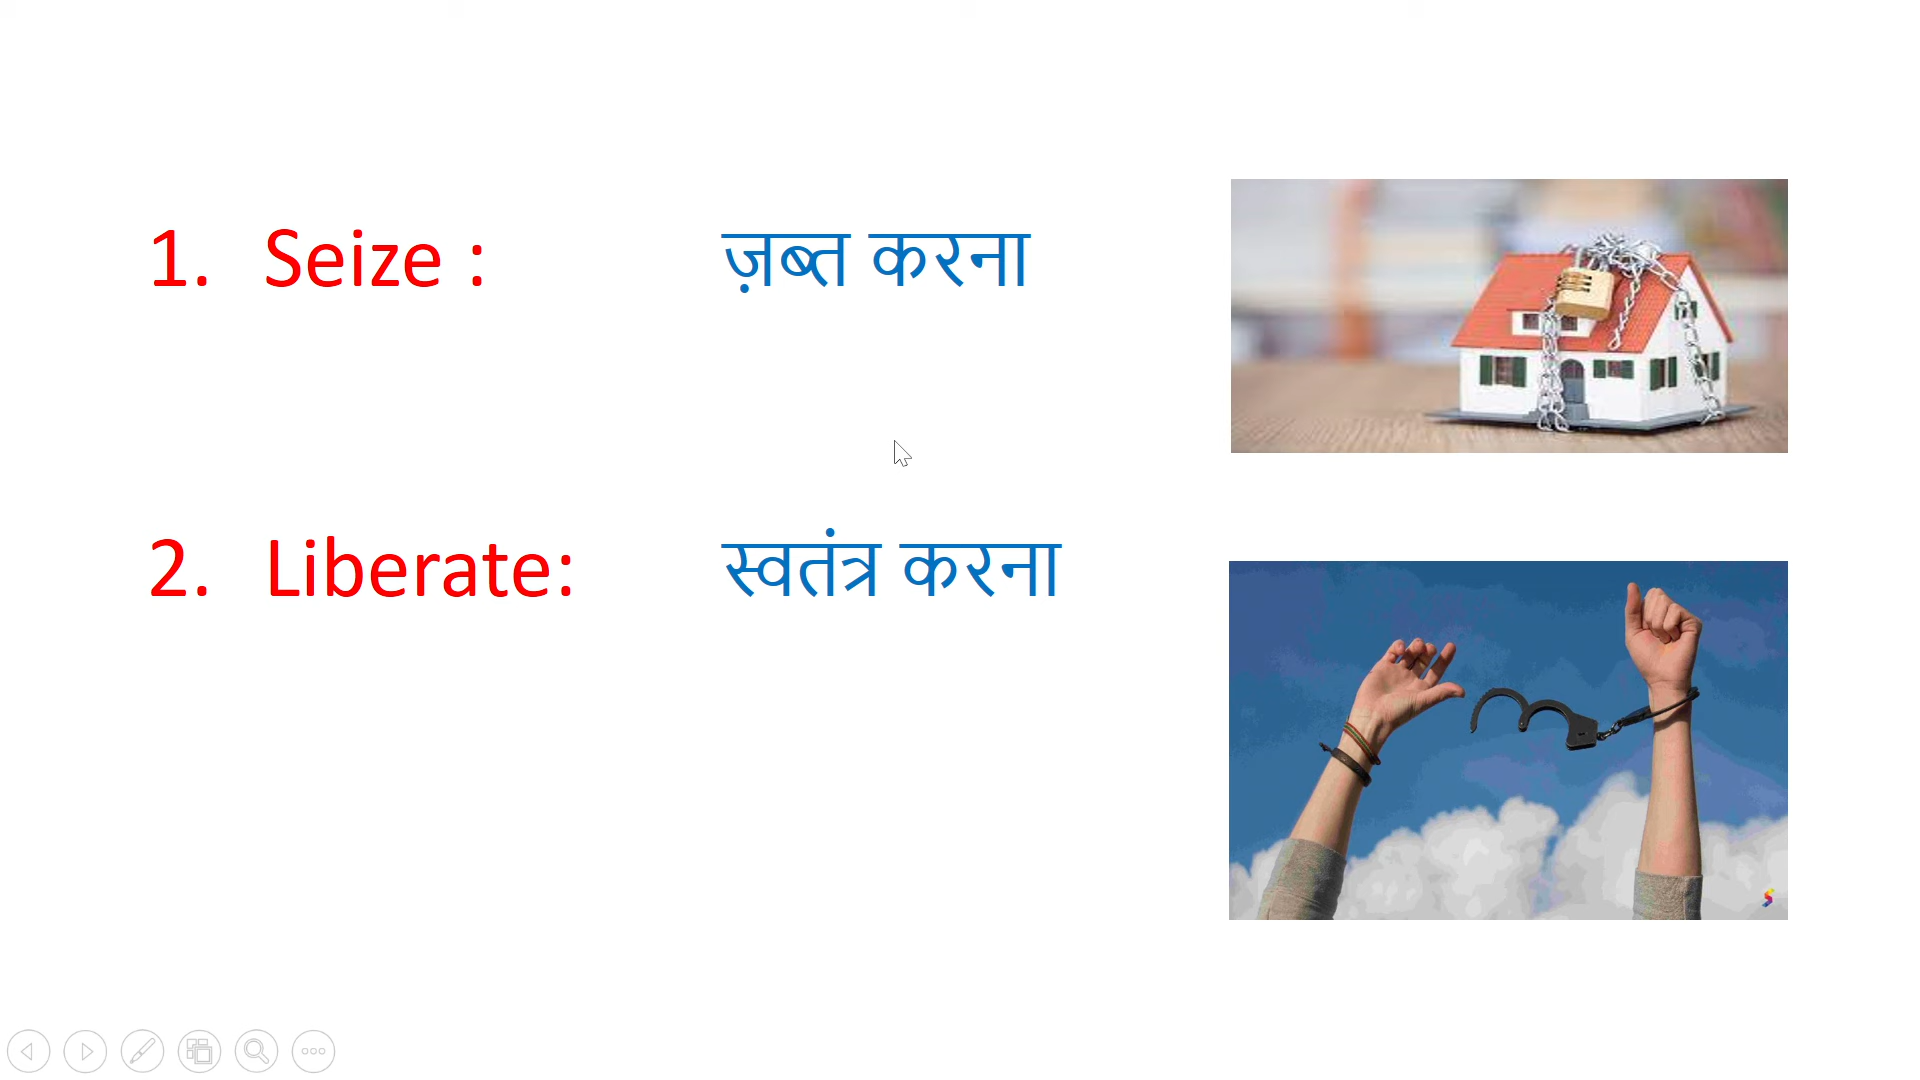 1. Seize : ज़ब्त करना
2. Liberate: स्वतंत्र करना